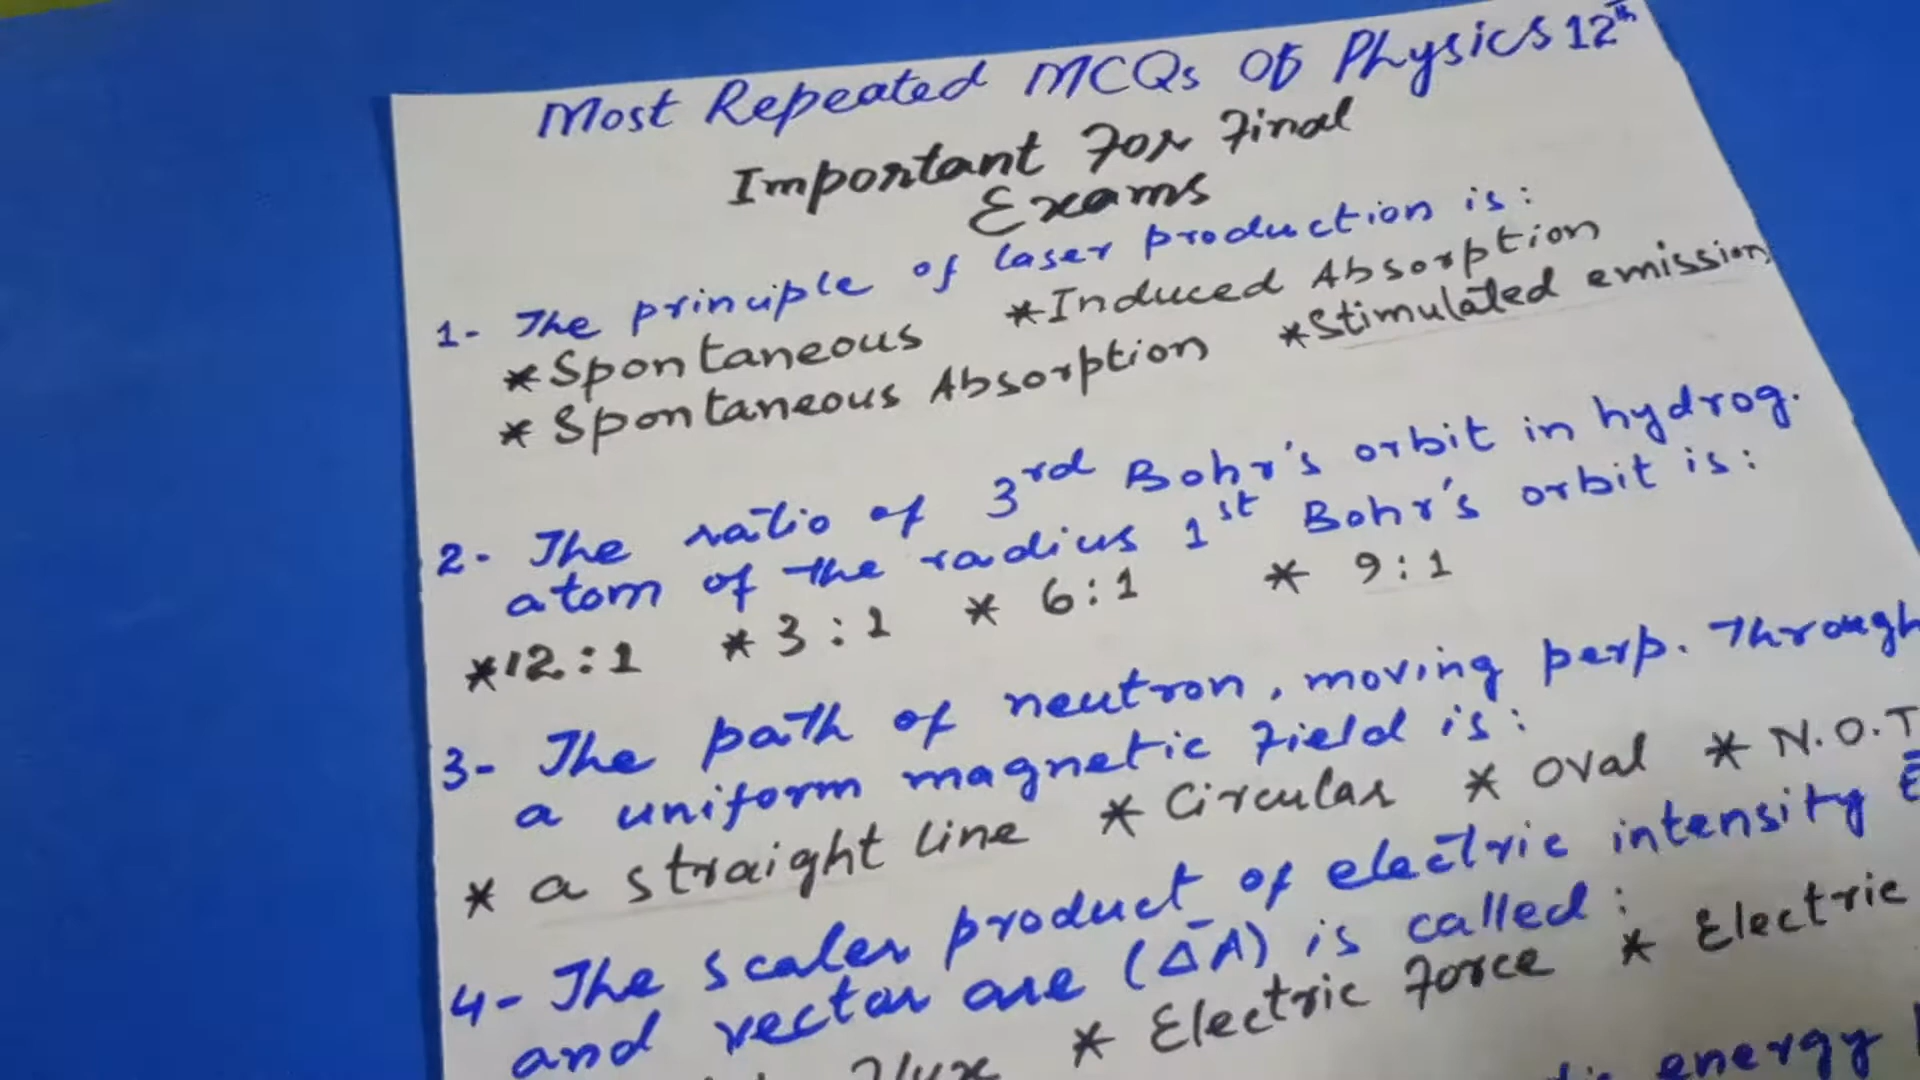 Most Repeated MCQs Of Physics 12th
Important For Final
Exams
1- The principle of laser production is:
*Spontaneous *Induced Absorption
* Spontaneous Absorption *Stimulated emission
2- The ratio of 3rd Bohr's orbit in hydrog.
atom of the radius 1st Bohr's orbit is:
*12:1 *3:1 * 6:1 * 9:1
3- The path of neutron, moving perp. Through
a uniform magnetic field is:
* a straight line * Circular * oval * N.O.T
4- The scaler product of electric intensity
and vector are (ΔA̅) is called:
Flux * Electric force * Electric
energy